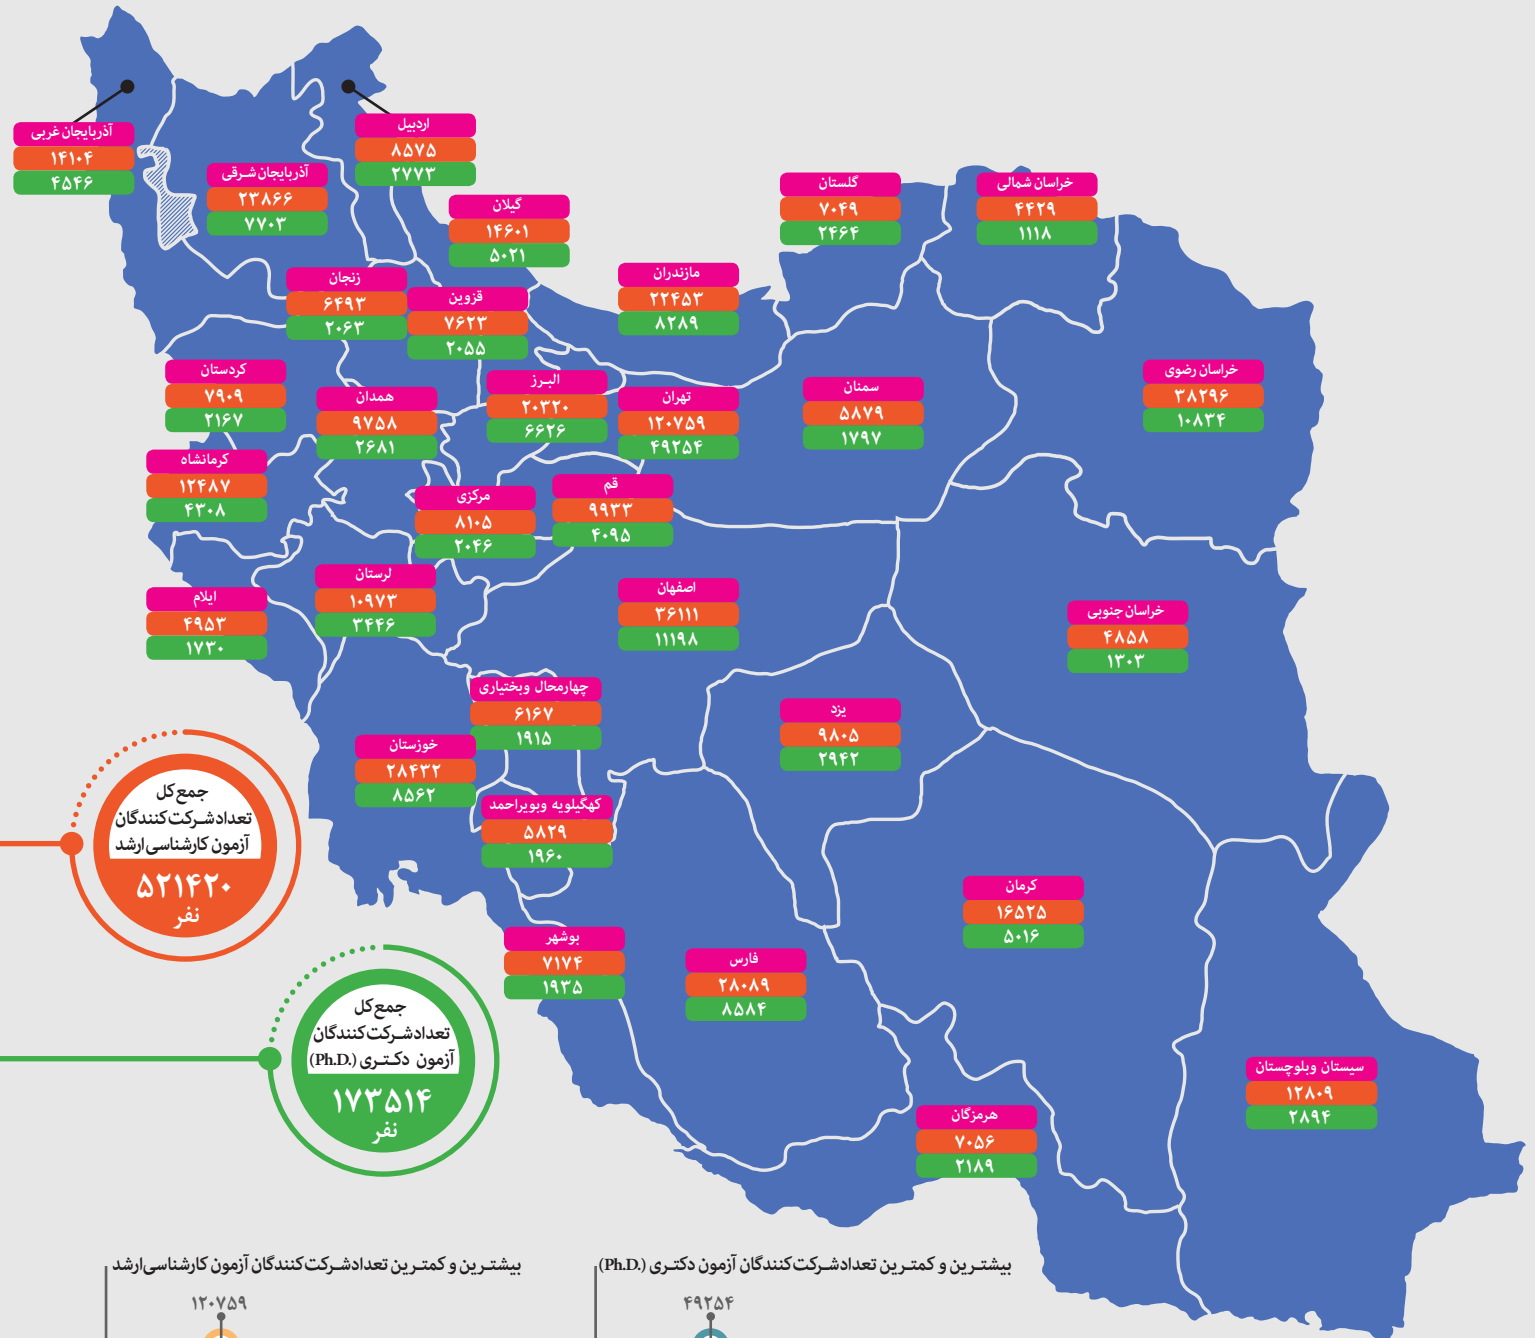 آذربایجان غربی
۱۴۱۰۴
۴۵۴۶
آذربایجان شرقی
۲۳۸۶۶
۷۷۰۳
اردبیل
۸۵۷۵
۲۷۷۳
گیلان
۱۴۶۰۱
۵۰۲۱
گلستان
۷۰۴۹
۲۴۶۴
خراسان شمالی
۴۴۲۹
۱۱۱۸
زنجان
۶۴۹۳
۲۰۶۳
قزوین
۷۶۲۳
۲۰۵۵
مازندران
۲۲۴۵۳
۸۲۸۹
کردستان
۷۹۰۹
۲۱۶۷
همدان
۹۷۵۸
۲۶۸۱
البرز
۲۰۳۲۰
۶۶۲۶
تهران
۱۲۰۷۵۹
۴۹۲۵۴
سمنان
۵۸۷۹
۱۷۹۷
خراسان رضوی
۳۸۲۹۶
۱۰۸۳۴
کرمانشاه
۱۲۴۸۷
۴۳۰۸
مرکزی
۸۱۰۵
۲۰۴۶
قم
۹۹۳۳
۴۰۹۵
ایلام
۴۹۵۳
۱۷۳۰
لرستان
۱۰۹۷۳
۳۴۴۶
اصفهان
۳۶۱۱۱
۱۱۱۹۸
خراسان جنوبی
۴۸۵۸
۱۳۰۳
چهارمحال وبختیاری
۶۱۶۷
۱۹۱۵
خوزستان
۲۸۴۳۲
۸۵۶۲
یزد
۹۸۰۵
۲۹۴۲
کهگیلویه وبویراحمد
۵۸۲۹
۱۹۶۰
کرمان
۱۶۵۲۵
۵۰۱۶
بوشهر
۷۱۷۴
۱۹۳۵
فارس
۲۸۰۸۹
۸۵۸۴
سیستان وبلوچستان
۱۲۸۰۹
۲۸۹۴
هرمزگان
۷۰۵۶
۲۱۸۹
جمع کل
تعداد شرکت کنندگان
آزمون کارشناسی ارشد
۵۲۱۴۲۰
نفر
جمع کل
تعداد شرکت کنندگان
آزمون دکتری (Ph.D.)
۱۷۳۵۱۴
نفر
بیشترین و کمترین تعداد شرکت کنندگان آزمون دکتری (Ph.D.)
۴۹۲۵۴
بیشترین و کمترین تعداد شرکت کنندگان آزمون کارشناسی ارشد
۱۲۰۷۵۹